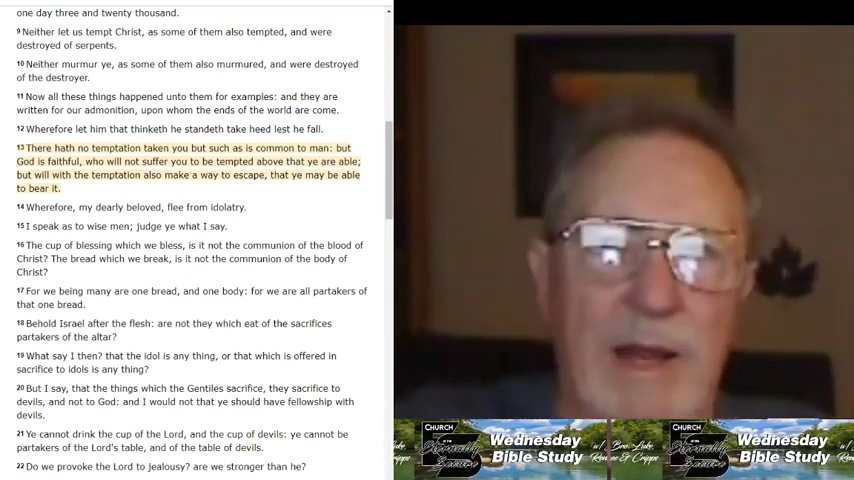 one day three and twenty thousand.
9 Neither let us tempt Christ, as some of them also tempted, and were
destroyed of serpents.
10 Neither murmur ye, as some of them also murmured, and were destroyed
of the destroyer.
11 Now all these things happened unto them for examples: and they are
written for our admonition, upon whom the ends of the world are come.
12 Wherefore let him that thinketh he standeth take heed lest he fall.
13 There hath no temptation taken you but such as is common to man: but
God is faithful, who will not suffer you to be tempted above that ye are able;
but will with the temptation also make a way to escape, that ye may be able
to bear it.
14 Wherefore, my dearly beloved, flee from idolatry.
15 I speak as to wise men; judge ye what I say.
16 The cup of blessing which we bless, is it not the communion of the blood of
Christ? The bread which we break, is it not the communion of the body of
Christ?
17 For we being many are one bread, and one body: for we are all partakers of
that one bread.
18 Behold Israel after the flesh: are not they which eat of the sacrifices
partakers of the altar?
19 What say I then? that the idol is any thing, or that which is offered in
sacrifice to idols is any thing?
20 But I say, that the things which the Gentiles sacrifice, they sacrifice to
devils, and not to God: and I would not that ye should have fellowship with
devils.
21 Ye cannot drink the cup of the Lord, and the cup of devils: ye cannot be
partakers of the Lord's table, and of the table of devils.
22 Do we provoke the Lord to jealousy? are we stronger than he?
CHURCH
Eternally
Secure
Wednesday
Bible Study
w/ Bro. Luke,
& Cripps
CHURCH
Eternally
Secure
Wednesday
Bible Study